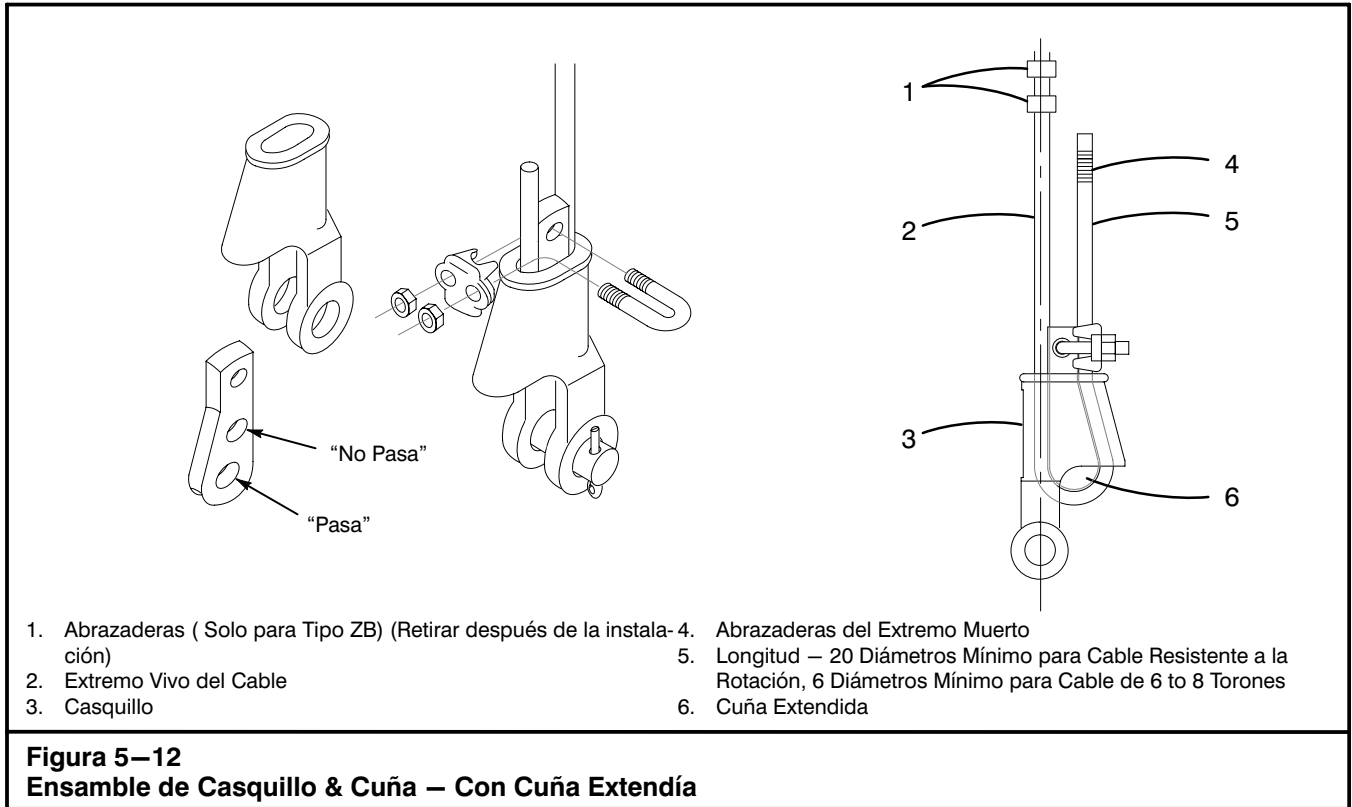 “No Pasa”
“Pasa”
1
2
3
4
5
6
1. Abrazaderas ( Solo para Tipo ZB) (Retirar después de la instala-
ción)
2. Extremo Vivo del Cable
3. Casquillo
4. Abrazaderas del Extremo Muerto
5. Longitud — 20 Diámetros Mínimo para Cable Resistente a la
Rotación, 6 Diámetros Mínimo para Cable de 6 to 8 Torones
6. Cuña Extendida
Figura 5—12
Ensamble de Casquillo & Cuña — Con Cuña Extendía